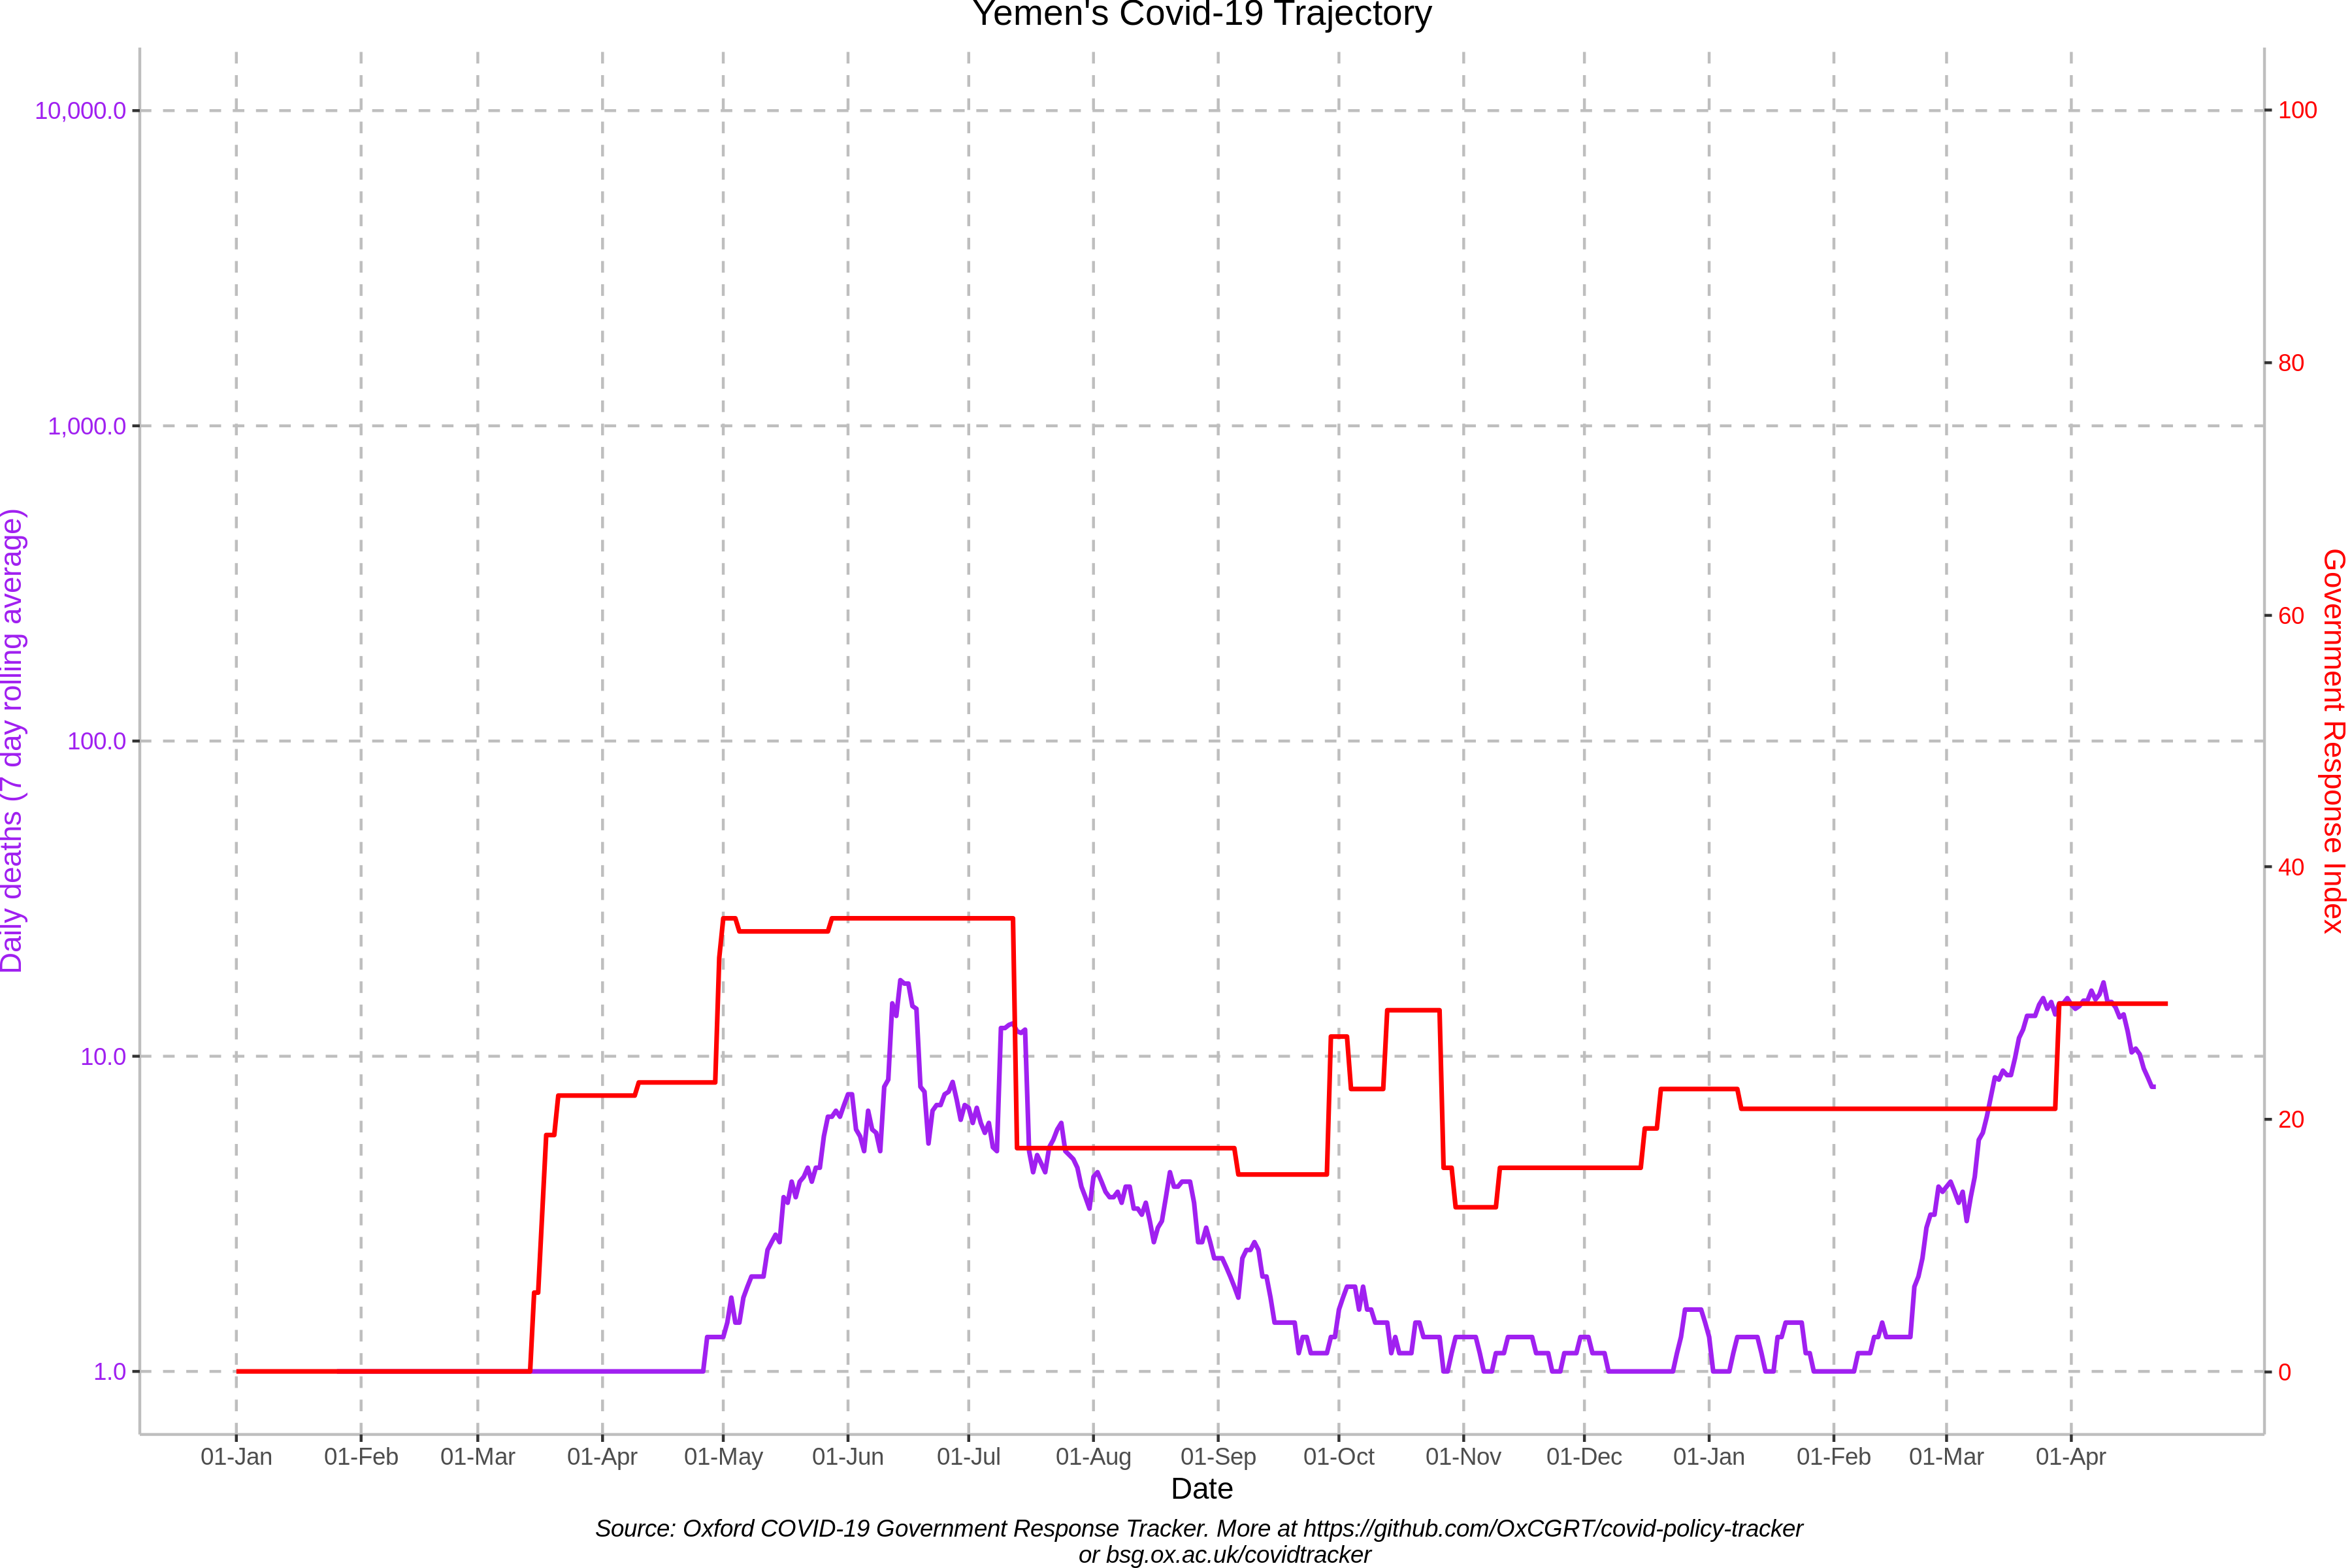 Yemen's Covid-19 Trajectory
10,000.0
1,000.0
100.0
10.0
1.0
Daily deaths (7 day rolling average)
100
80
60
40
20
0
Government Response Index
01-Jan 01-Feb 01-Mar 01-Apr 01-May 01-Jun 01-Jul 01-Aug 01-Sep 01-Oct 01-Nov 01-Dec 01-Jan 01-Feb 01-Mar 01-Apr
Date
Source: Oxford COVID-19 Government Response Tracker. More at https://github.com/OxCGRT/covid-policy-tracker
or bsg.ox.ac.uk/covidtracker